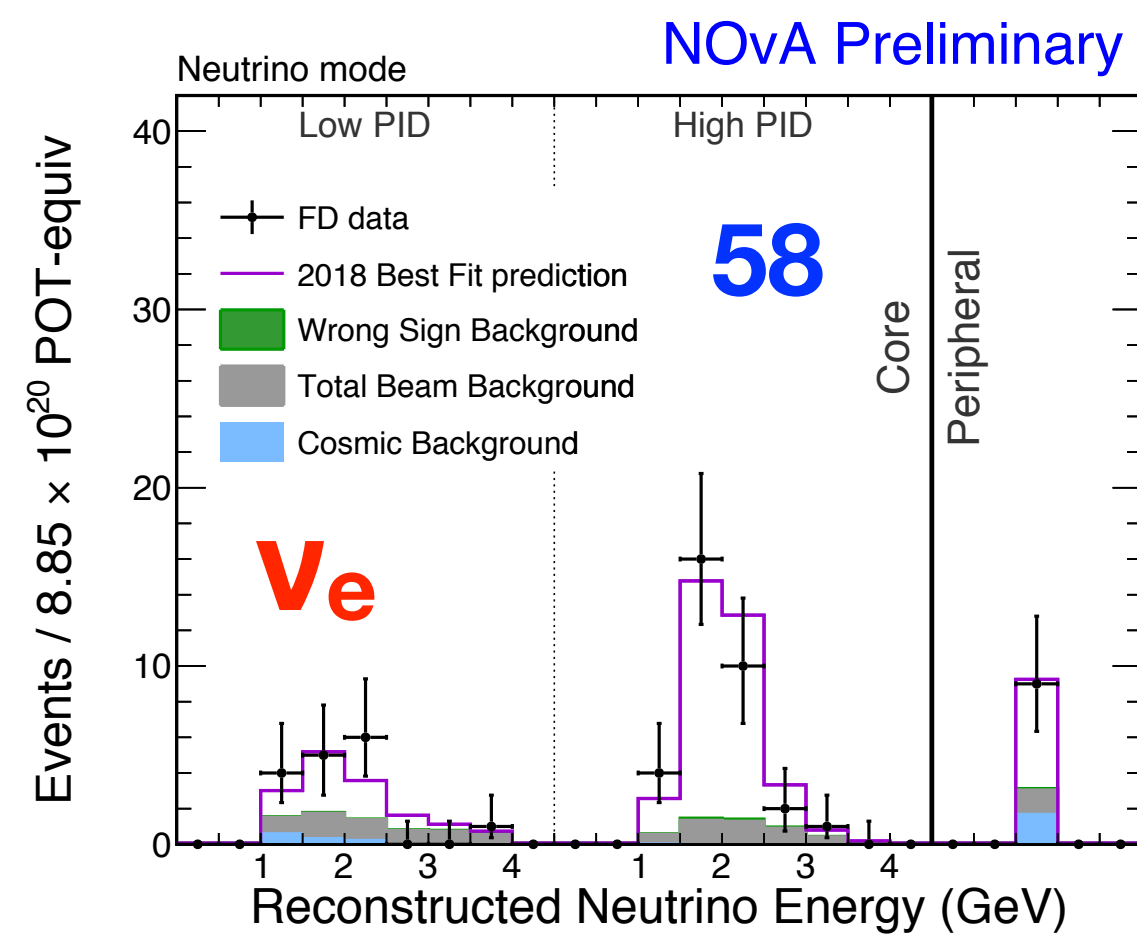 NOvA Preliminary
Neutrino mode
Low PID
High PID
Events / 8.85 × 10²⁰ POT-equiv
40
30
20
10
0
FD data
2018 Best Fit prediction
Wrong Sign Background
Total Beam Background
Cosmic Background
58
νe
Core
Peripheral
1 2 3 4 1 2 3 4
Reconstructed Neutrino Energy (GeV)